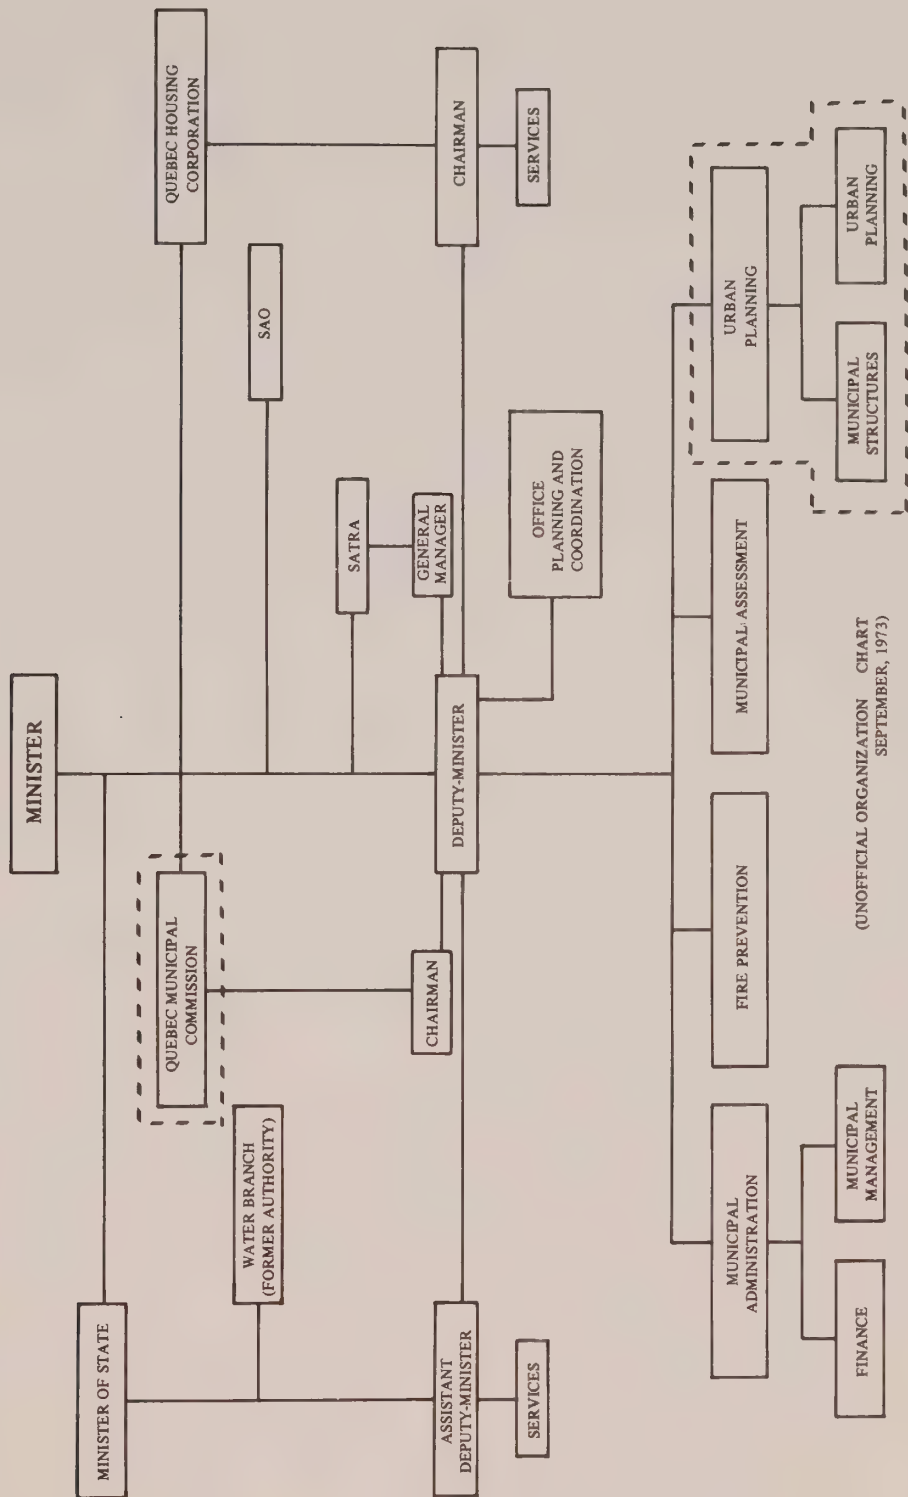 MINISTER
MINISTER OF STATE
QUEBEC MUNICIPAL
COMMISSION
QUEBEC HOUSING
CORPORATION
WATER BRANCH
(FORMER AUTHORITY)
SAO
SATRA
CHAIRMAN
GENERAL
MANAGER
ASSISTANT
DEPUTY-MINISTER
DEPUTY-MINISTER
CHAIRMAN
SERVICES
OFFICE
PLANNING AND
COORDINATION
SERVICES
MUNICIPAL
ADMINISTRATION
FIRE PREVENTION
MUNICIPAL ASSESSMENT
URBAN
PLANNING
FINANCE
MUNICIPAL
MANAGEMENT
MUNICIPAL
STRUCTURES
URBAN
PLANNING
(UNOFFICIAL ORGANIZATION CHART
SEPTEMBER, 1973)